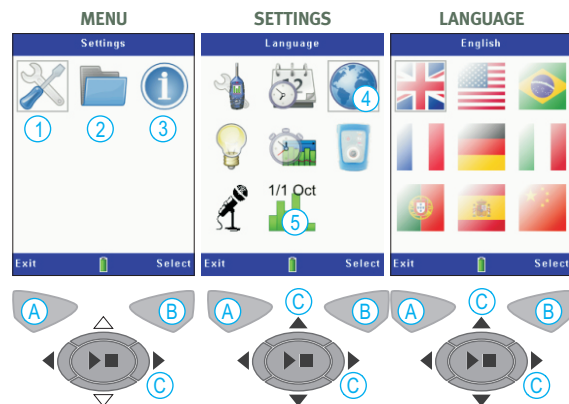 MENU
SETTINGS
LANGUAGE
Settings
Language
English
1
2
3
4
12
1/1 Oct
5
Exit
Select
Exit
Select
Exit
Select
A
B
A
C
B
A
C
B
C
C
C